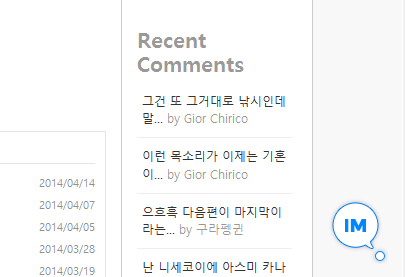 Recent
Comments
그건 또 그거대로 낚시인데
말... by Gior Chirico
이런 목소리가 이제는 기혼
이... by Gior Chirico
으흐흑 다음편이 마지막이
라는... by 구라펭귄
난 니세코이에 아스미 카나
2014/04/14
2014/04/07
2014/04/05
2014/03/28
2014/03/19
IM